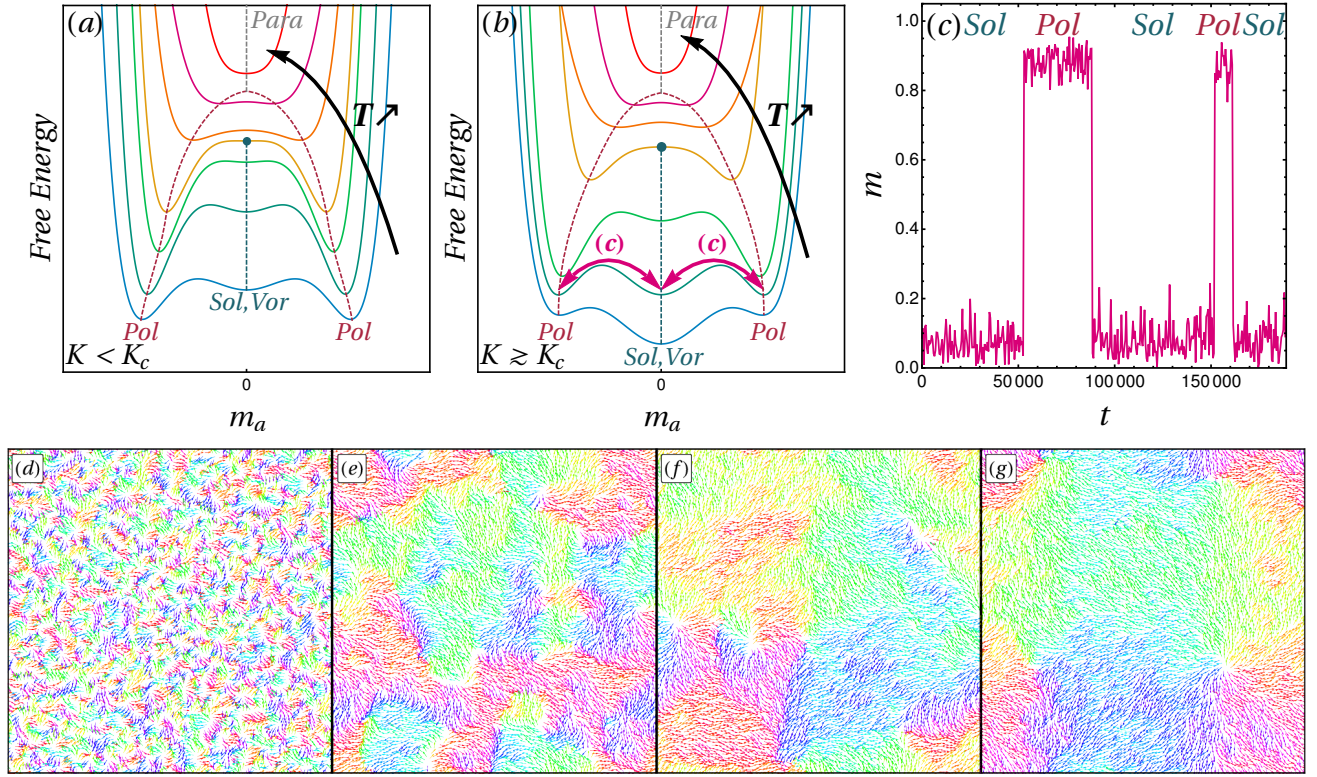 (a)
Para
T↗
Free Energy
Sol,Vor
Pol
Pol
K < K_c
0
m_a
(b)
Para
T↗
Free Energy
(c)
(c)
Pol
Pol
Sol,Vor
K ≳ K_c
0
m_a
(c)
Sol
Pol
Sol
Pol
Sol
1.0
0.8
0.6
0.4
0.2
0.0
m
0
50 000
100 000
150 000
t
(d)
(e)
(f)
(g)